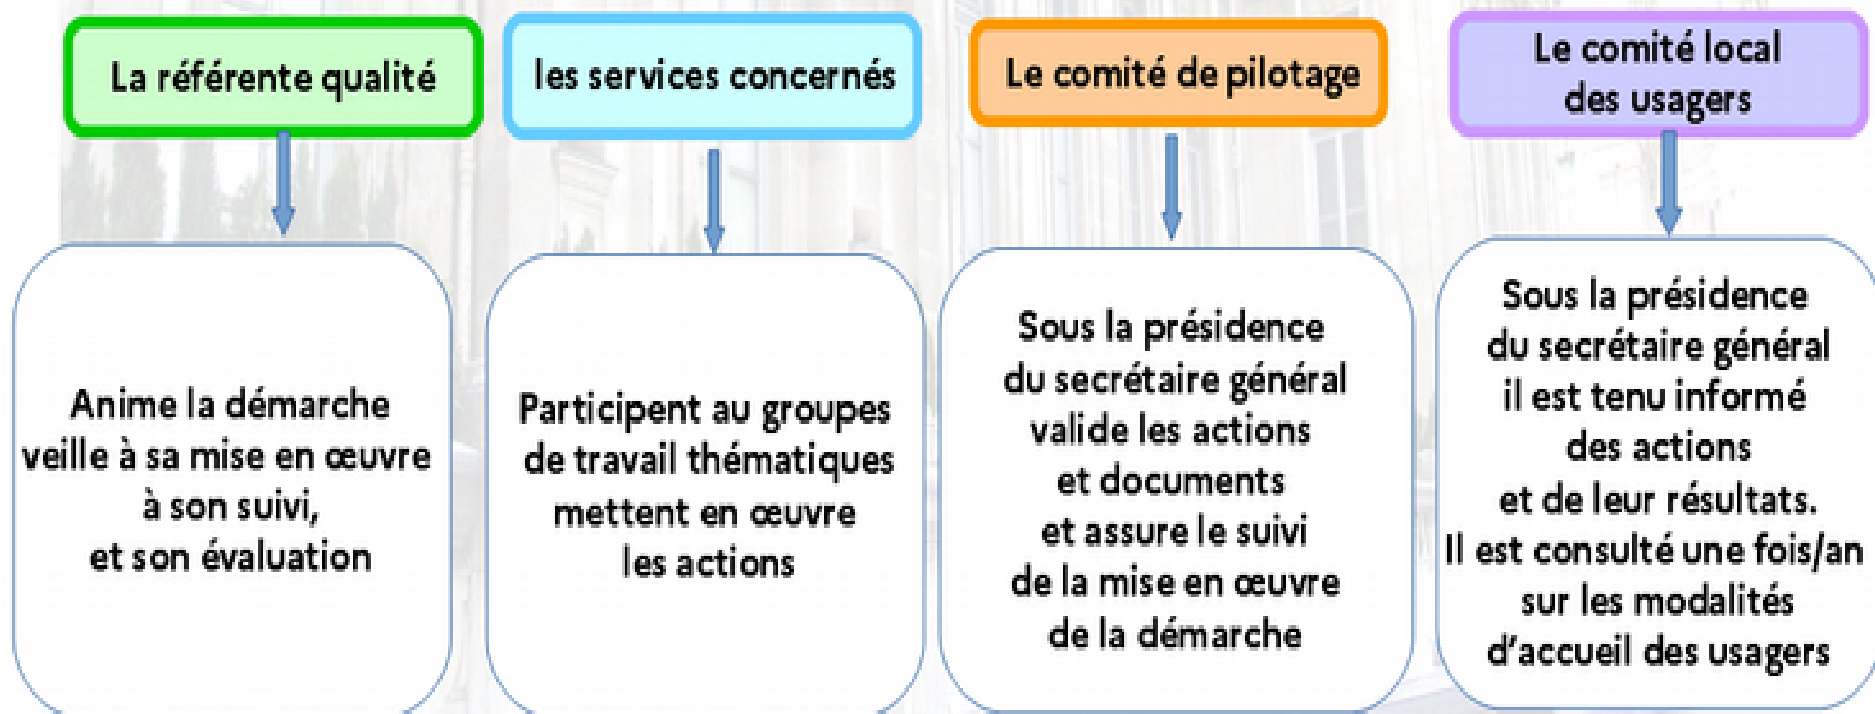 La référente qualité
Anime la démarche
veille à sa mise en œuvre
à son suivi,
et son évaluation
les services concernés
Participent au groupes
de travail thématiques
mettent en œuvre
les actions
Le comité de pilotage
Sous la présidence
du secrétaire général
valide les actions
et documents
et assure le suivi
de la mise en œuvre
de la démarche
Le comité local
des usagers
Sous la présidence
du secrétaire général
il est tenu informé
des actions
et de leur résultats.
Il est consulté une fois/an
sur les modalités
d'accueil des usagers